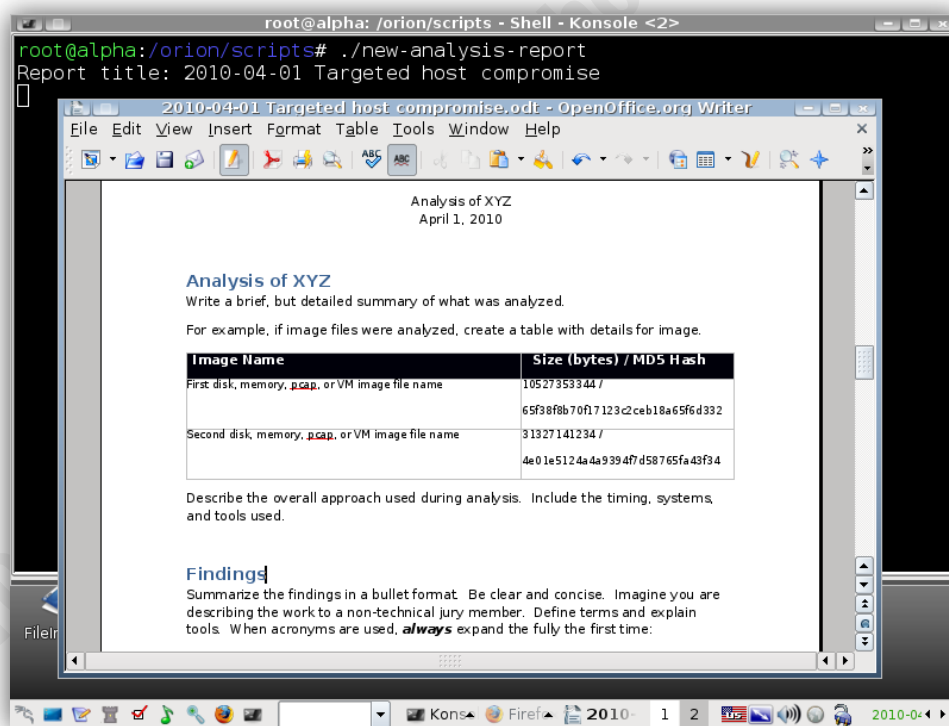 root@alpha: /orion/scripts - Shell - Konsole <2>
root@alpha:/orion/scripts# ./new-analysis-report
Report title: 2010-04-01 Targeted host compromise
2010-04-01 Targeted host compromise.odt - OpenOffice.org Writer
File Edit View Insert Format Table Tools Window Help
ABC ABC
Analysis of XYZ
April 1, 2010
Analysis of XYZ
Write a brief, but detailed summary of what was analyzed.
For example, if image files were analyzed, create a table with details for image.
Image Name Size (bytes) / MD5 Hash
First disk, memory, pcap, or VM image file name 10527353344 /
65f38f8b70f17123c2ceb18a65f6d332
Second disk, memory, pcap, or VM image file name 31327141234 /
4e01e5124a4a9394f7d58765fa43f34
Describe the overall approach used during analysis. Include the timing, systems,
and tools used.
Findings
Summarize the findings in a bullet format. Be clear and concise. Imagine you are
describing the work to a non-technical jury member. Define terms and explain
tools. When acronyms are used, always expand the fully the first time:
FileIn
Kons Firef 2010- 1 2 us 2010-04